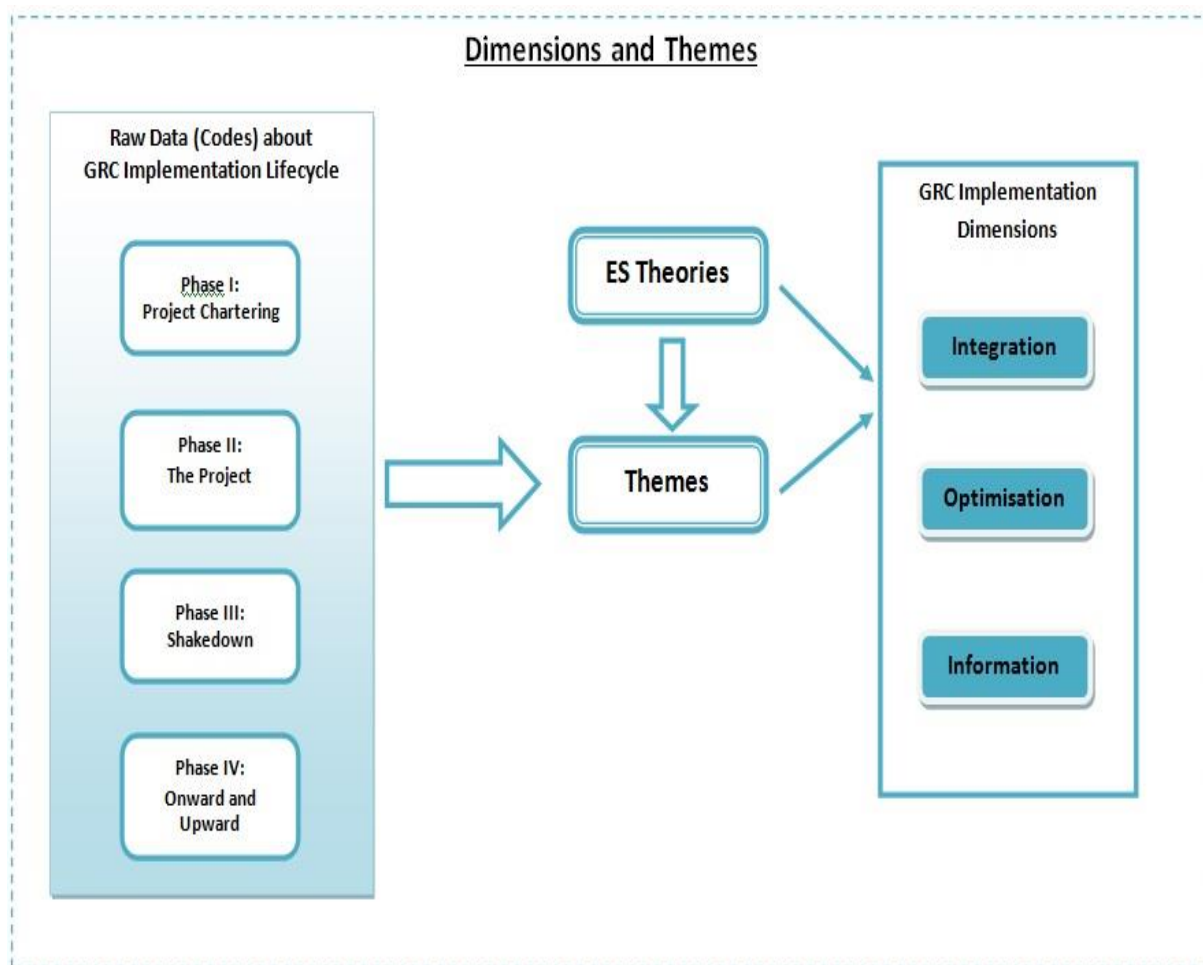 Dimensions and Themes
Raw Data (Codes) about
GRC Implementation Lifecycle
Phase I:
Project Chartering
Phase II:
The Project
Phase III:
Shakedown
Phase IV:
Onward and
Upward
ES Theories
Themes
GRC Implementation
Dimensions
Integration
Optimisation
Information